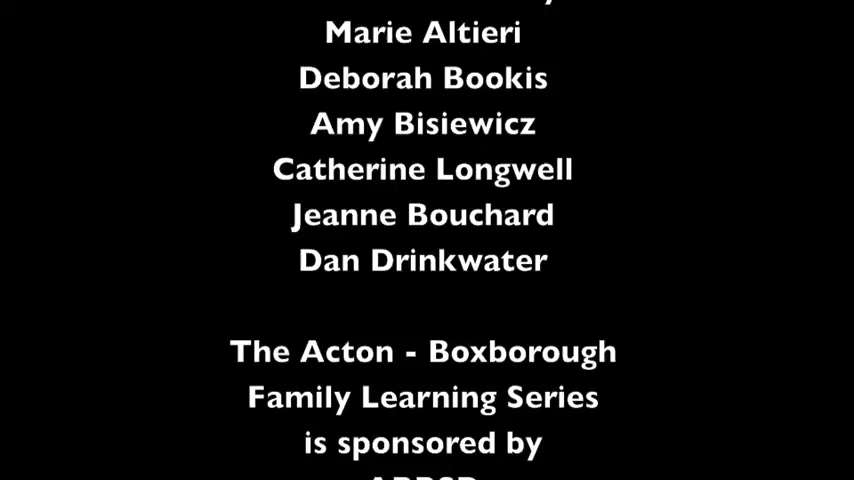 Marie Altieri
Deborah Bookis
Amy Bisiewicz
Catherine Longwell
Jeanne Bouchard
Dan Drinkwater
The Acton - Boxborough
Family Learning Series
is sponsored by